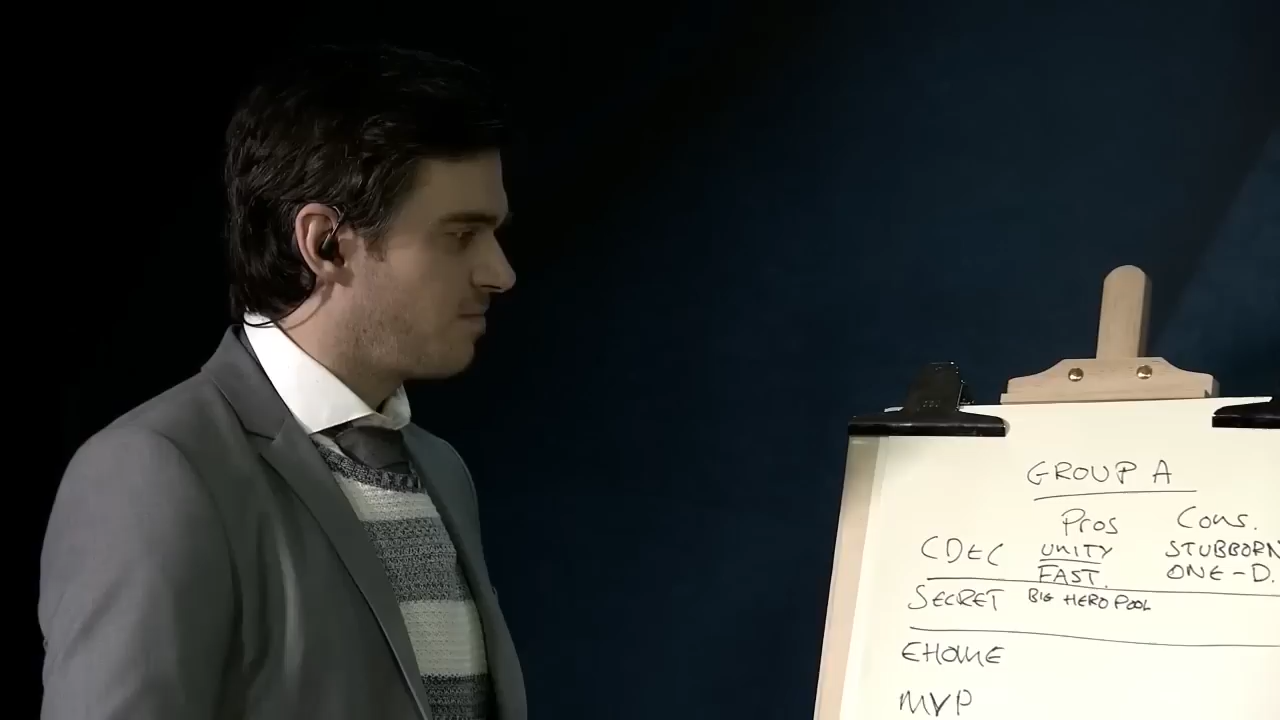 GROUP A
Pros Cons.
CDEC UNITY STUBBORN
FAST. ONE-D.
SECRET BIG HERO POOL
EHOME
MVP